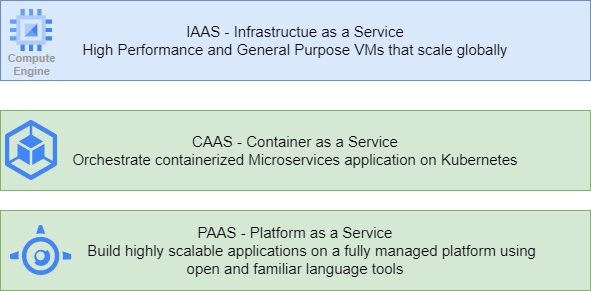 IAAS - Infrastructue as a Service
High Performance and General Purpose VMs that scale globally
Compute
Engine
CAAS - Container as a Service
Orchestrate containerized Microservices application on Kubernetes
PAAS - Platform as a Service
Build highly scalable applications on a fully managed platform using
open and familiar language tools